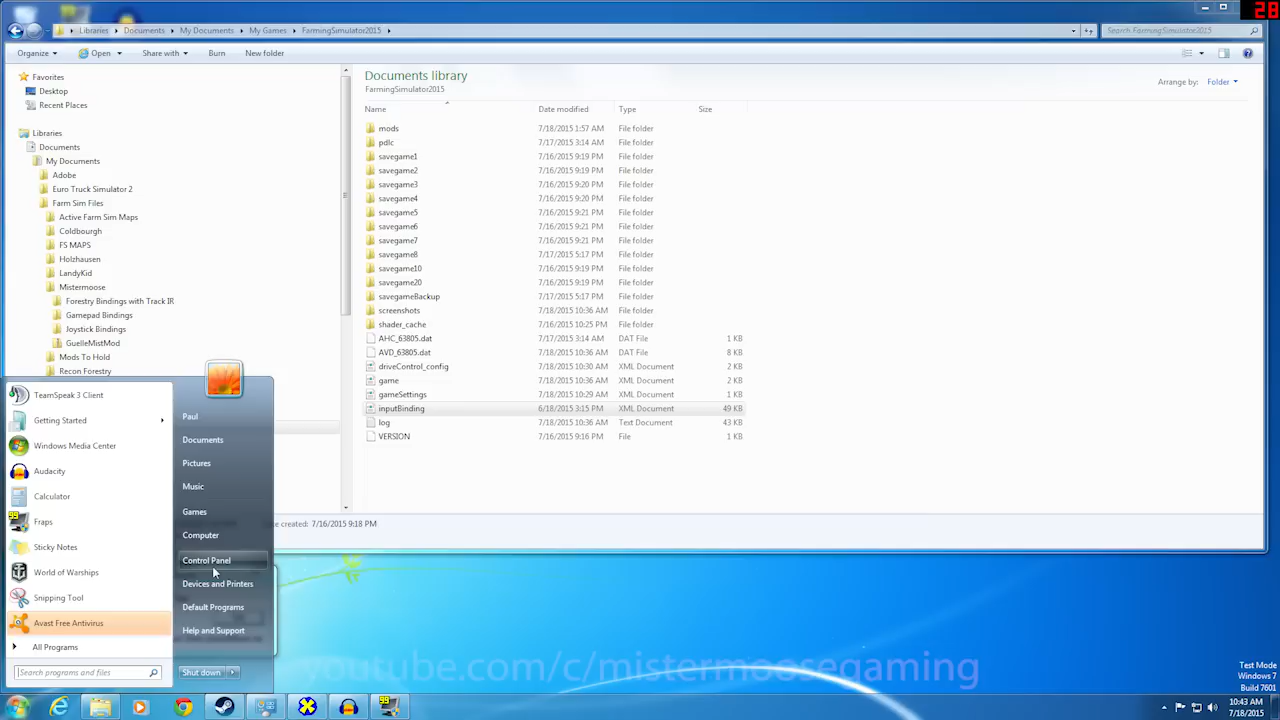 28
Libraries Documents My Documents My Games FarmingSimulator2015
Search FarmingSimulator2015
Organize Open Share with Burn New folder
Favorites
Desktop
Recent Places
Libraries
Documents
My Documents
Adobe
Euro Truck Simulator 2
Farm Sim Files
Active Farm Sim Maps
Coldbourgh
FS MAPS
Holzhausen
LandyKid
Mistermoose
Forestry Bindings with Track IR
Gamepad Bindings
Joystick Bindings
GuelleMistMod
Mods To Hold
Recon Forestry
Documents library
FarmingSimulator2015
Arrange by: Folder
Name Date modified Type Size
mods 7/18/2015 1:57 AM File folder
pdlc 7/17/2015 3:14 AM File folder
savegame1 7/16/2015 9:19 PM File folder
savegame2 7/16/2015 9:19 PM File folder
savegame3 7/16/2015 9:20 PM File folder
savegame4 7/16/2015 9:20 PM File folder
savegame5 7/16/2015 9:21 PM File folder
savegame6 7/16/2015 9:21 PM File folder
savegame7 7/16/2015 9:21 PM File folder
savegame8 7/17/2015 5:17 PM File folder
savegame10 7/16/2015 9:19 PM File folder
savegame20 7/16/2015 9:19 PM File folder
savegameBackup 7/17/2015 5:17 PM File folder
screenshots 7/18/2015 10:36 AM File folder
shader_cache 7/16/2015 10:25 PM File folder
AHC_63805.dat 7/17/2015 3:14 AM DAT File 1 KB
AVD_63805.dat 7/18/2015 10:36 AM DAT File 8 KB
driveControl_config 7/18/2015 10:30 AM XML Document 2 KB
game 7/18/2015 10:36 AM XML Document 2 KB
gameSettings 7/18/2015 10:29 AM XML Document 1 KB
inputBinding 6/18/2015 3:15 PM XML Document 49 KB
log 7/18/2015 10:36 AM Text Document 43 KB
VERSION 7/16/2015 9:16 PM File 1 KB
created: 7/16/2015 9:18 PM
TeamSpeak 3 Client
Getting Started
Windows Media Center
Audacity
Calculator
99 Fraps
Sticky Notes
World of Warships
Snipping Tool
Avast Free Antivirus
All Programs
Search programs and files
Paul
Documents
Pictures
Music
Games
Computer
Control Panel
Devices and Printers
Default Programs
Help and Support
Shut down
/c/mistermoosegaming
Test Mode
Windows 7
Build 7601
99
10:43 AM
7/18/2015